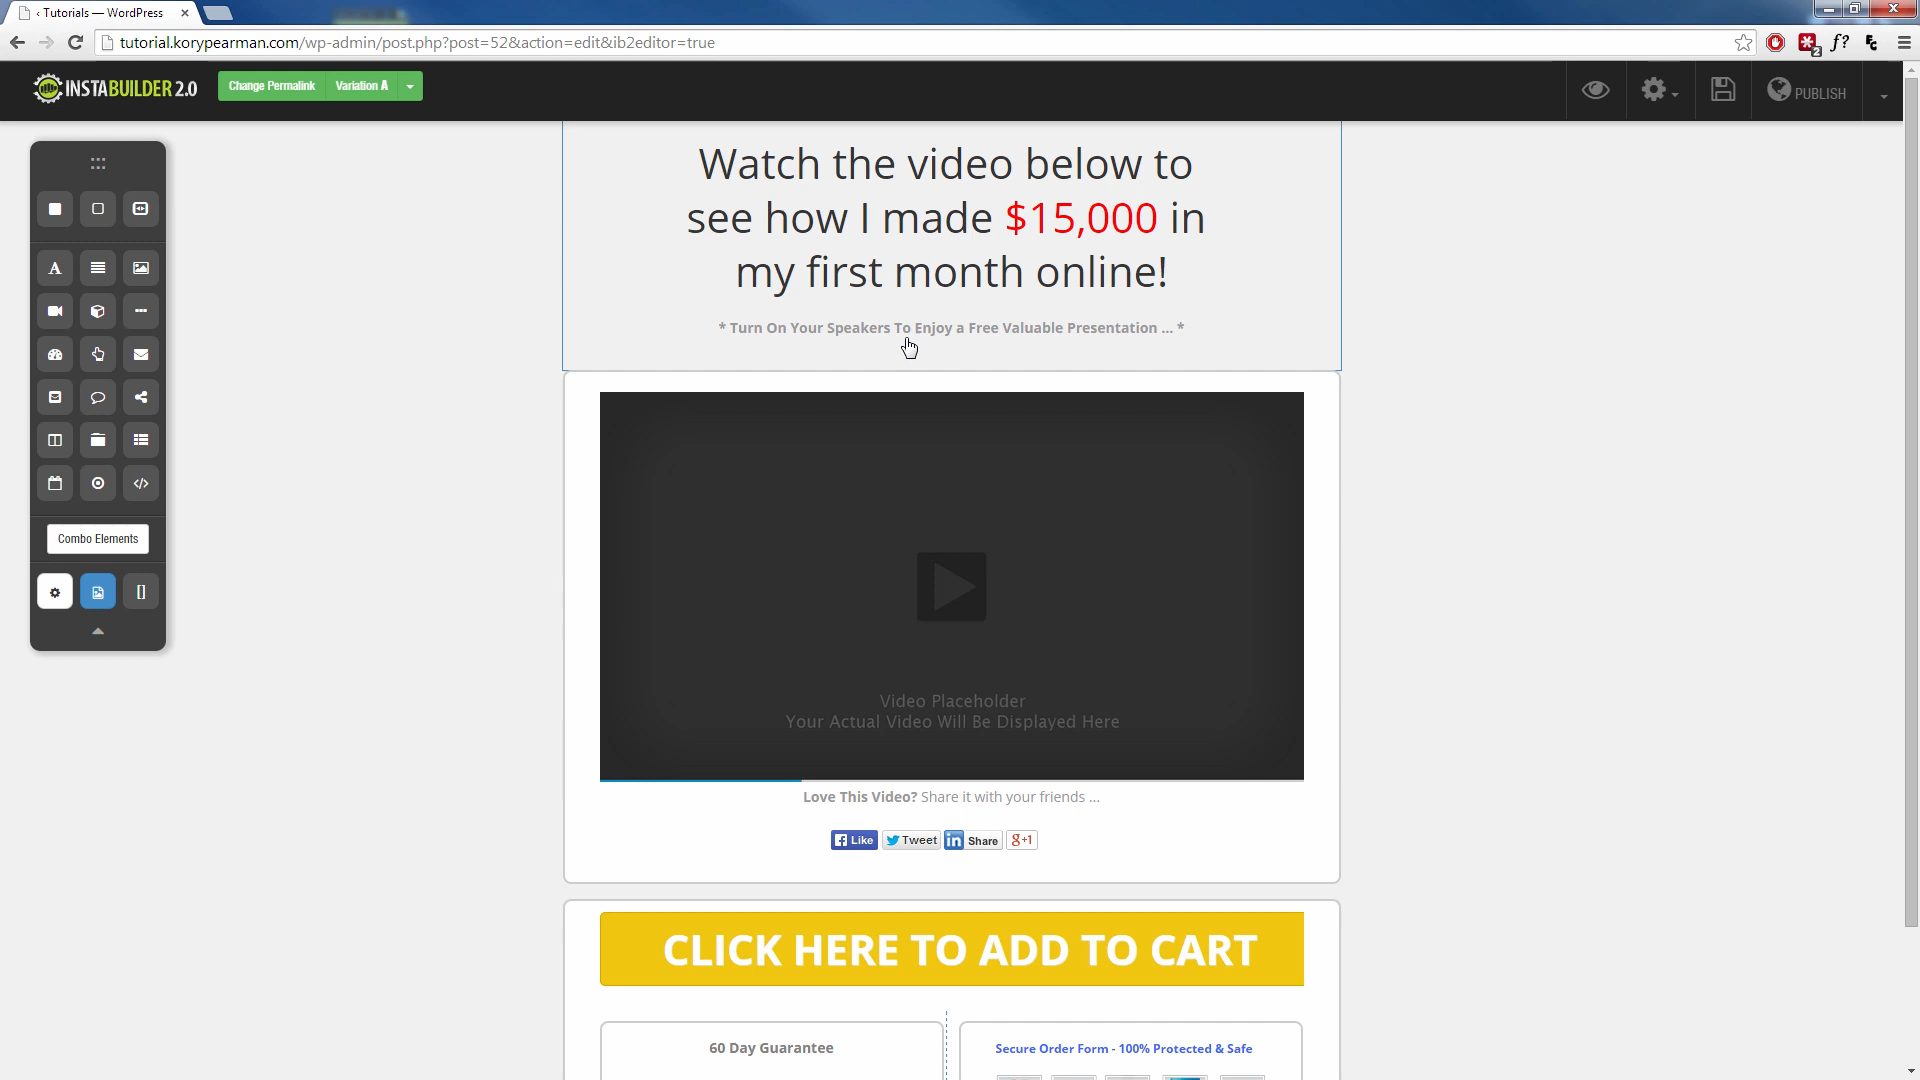 ‹ Tutorials — WordPress
tutorial.korypearman.com/wp-admin/post.php?post=52&action=edit&ib2editor=true
INSTABUILDER 2.0
Change Permalink
Variation A
PUBLISH
Watch the video below to
see how I made $15,000 in
my first month online!
* Turn On Your Speakers To Enjoy a Free Valuable Presentation ... *
Combo Elements
Video Placeholder
Your Actual Video Will Be Displayed Here
Love This Video? Share it with your friends ...
Like
Tweet
in Share
g+1
CLICK HERE TO ADD TO CART
60 Day Guarantee
Secure Order Form - 100% Protected & Safe